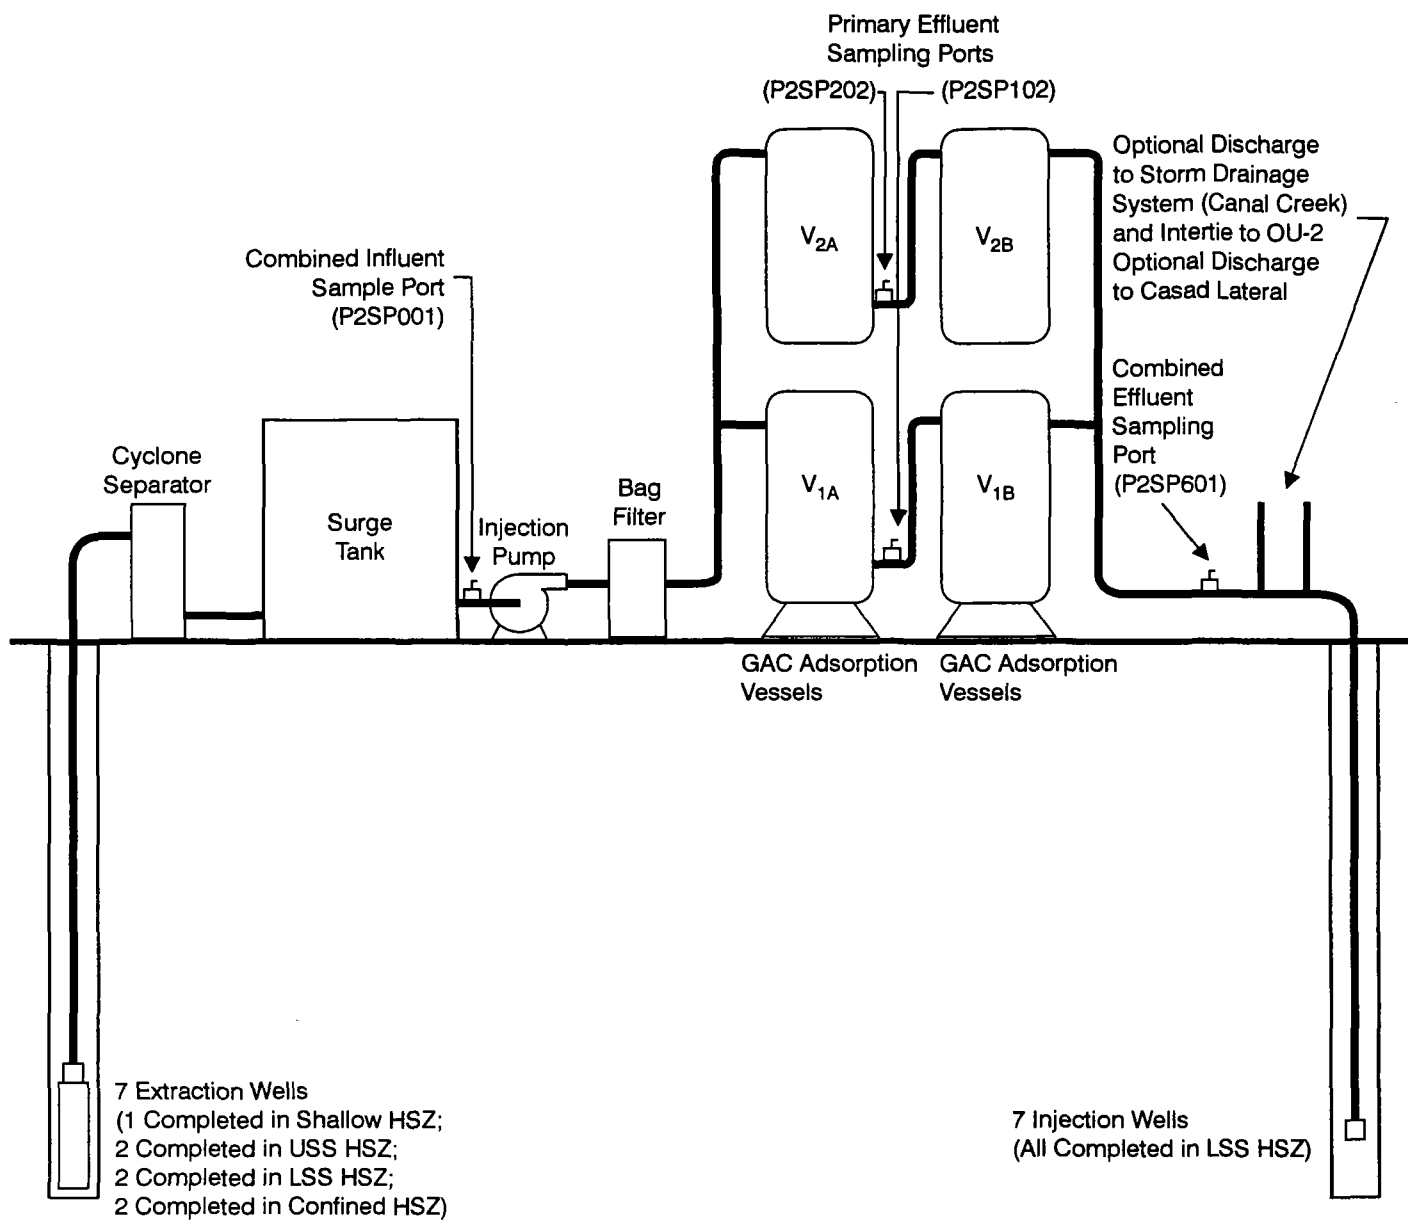 Primary Effluent
Sampling Ports
(P2SP202)
(P2SP102)
Optional Discharge
to Storm Drainage
System (Canal Creek)
and Intertie to OU-2
Optional Discharge
to Casad Lateral
V2A
V2B
Combined Influent
Sample Port
(P2SP001)
Combined
Effluent
Sampling
Port
(P2SP601)
Cyclone
Separator
Surge
Tank
Injection
Pump
Bag
Filter
V1A
V1B
GAC Adsorption
Vessels
GAC Adsorption
Vessels
7 Extraction Wells
(1 Completed in Shallow HSZ;
2 Completed in USS HSZ;
2 Completed in LSS HSZ;
2 Completed in Confined HSZ)
7 Injection Wells
(All Completed in LSS HSZ)